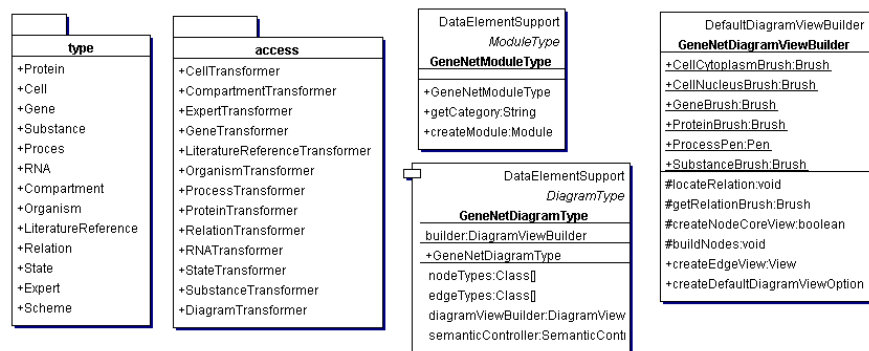 type
+Protein
+Cell
+Gene
+Substance
+Proces
+RNA
+Compartment
+Organism
+LiteratureReference
+Relation
+State
+Expert
+Scheme
access
+CellTransformer
+CompartmentTransformer
+ExpertTransformer
+GeneTransformer
+LiteratureReferenceTransformer
+OrganismTransformer
+ProcessTransformer
+ProteinTransformer
+RelationTransformer
+RNATransformer
+StateTransformer
+SubstanceTransformer
+DiagramTransformer
DataElementSupport
ModuleType
GeneNetModuleType
+GeneNetModuleType
+getCategory:String
+createModule:Module
DataElementSupport
DiagramType
GeneNetDiagramType
builder:DiagramViewBuilder
+GeneNetDiagramType
nodeTypes:Class[]
edgeTypes:Class[]
diagramViewBuilder:DiagramView
semanticController:SemanticContr
DefaultDiagramViewBuilder
GeneNetDiagramViewBuilder
+CellCytoplasmBrush:Brush
+CellNucleusBrush:Brush
+GeneBrush:Brush
+ProteinBrush:Brush
+ProcessPen:Pen
+SubstanceBrush:Brush
#locateRelation:void
#getRelationBrush:Brush
#createNodeCoreView:boolean
#buildNodes:void
+createEdgeView:View
+createDefaultDiagramViewOption